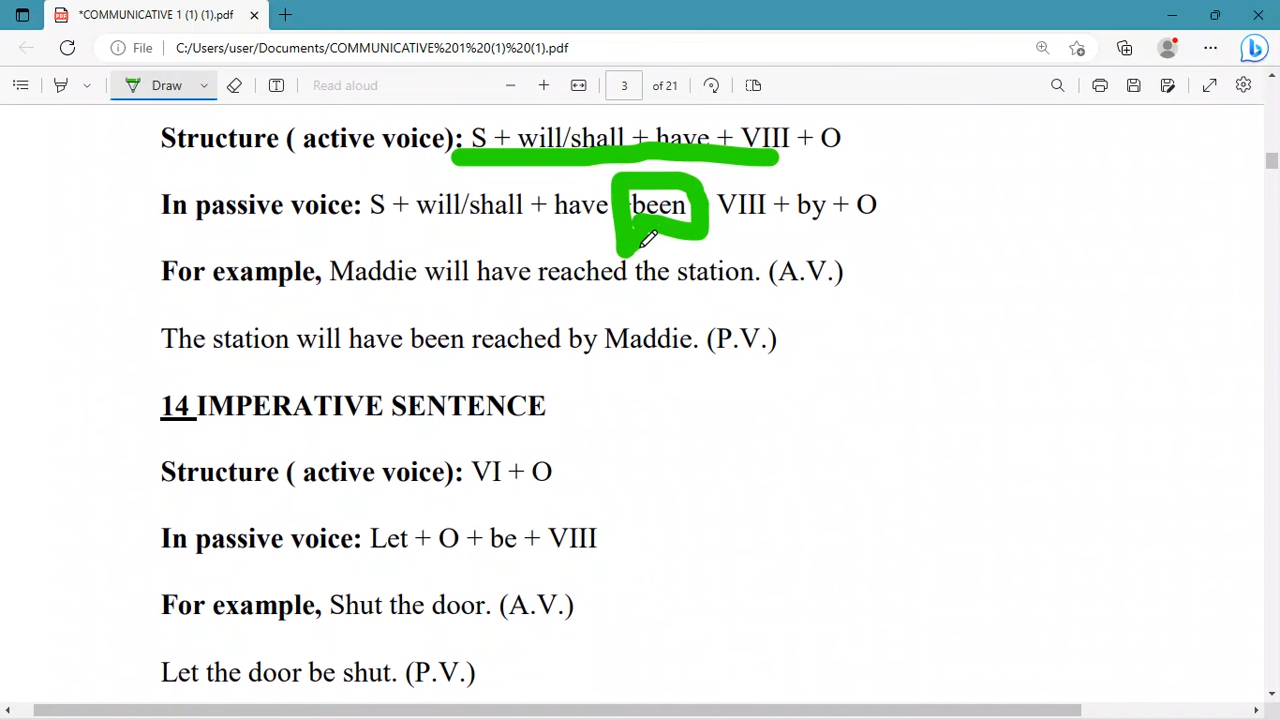 *COMMUNICATIVE 1 (1) (1).pdf
File C:/Users/user/Documents/COMMUNICATIVE%201%20(1)%20(1).pdf
Draw Read aloud 3 of 21
Structure ( active voice): S + will/shall + have + VIII + O
In passive voice: S + will/shall + have been VIII + by + O
For example, Maddie will have reached the station. (A.V.)
The station will have been reached by Maddie. (P.V.)
14 IMPERATIVE SENTENCE
Structure ( active voice): VI + O
In passive voice: Let + O + be + VIII
For example, Shut the door. (A.V.)
Let the door be shut. (P.V.)